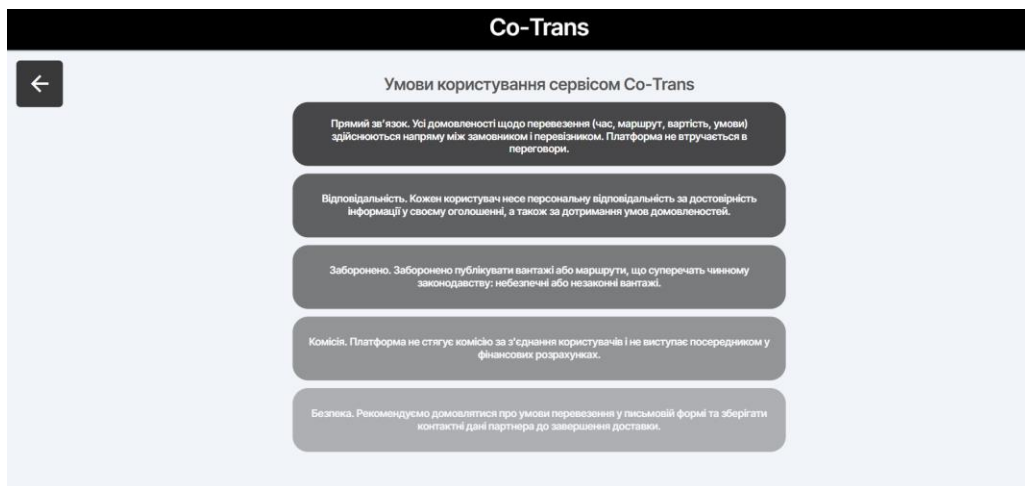 Co-Trans
Умови користування сервісом Co-Trans
Прямий зв’язок. Усі домовленості щодо перевезення (час, маршрут, вартість, умови)
здійснюються напряму між замовником і перевізником. Платформа не втручається в
переговори.
Відповідальність. Кожен користувач несе персональну відповідальність за достовірність
інформації у своєму оголошенні, а також за дотримання умов домовленостей.
Заборонено. Заборонено публікувати вантажі або маршрути, що суперечать чинному
законодавству: небезпечні або незаконні вантажі.
Комісія. Платформа не стягує комісію за з’єднання користувачів і не виступає посередником у
фінансових розрахунках.
Безпека. Рекомендуємо домовлятися про умови перевезення у письмовій формі та зберігати
контактні дані партнера до завершення доставки.